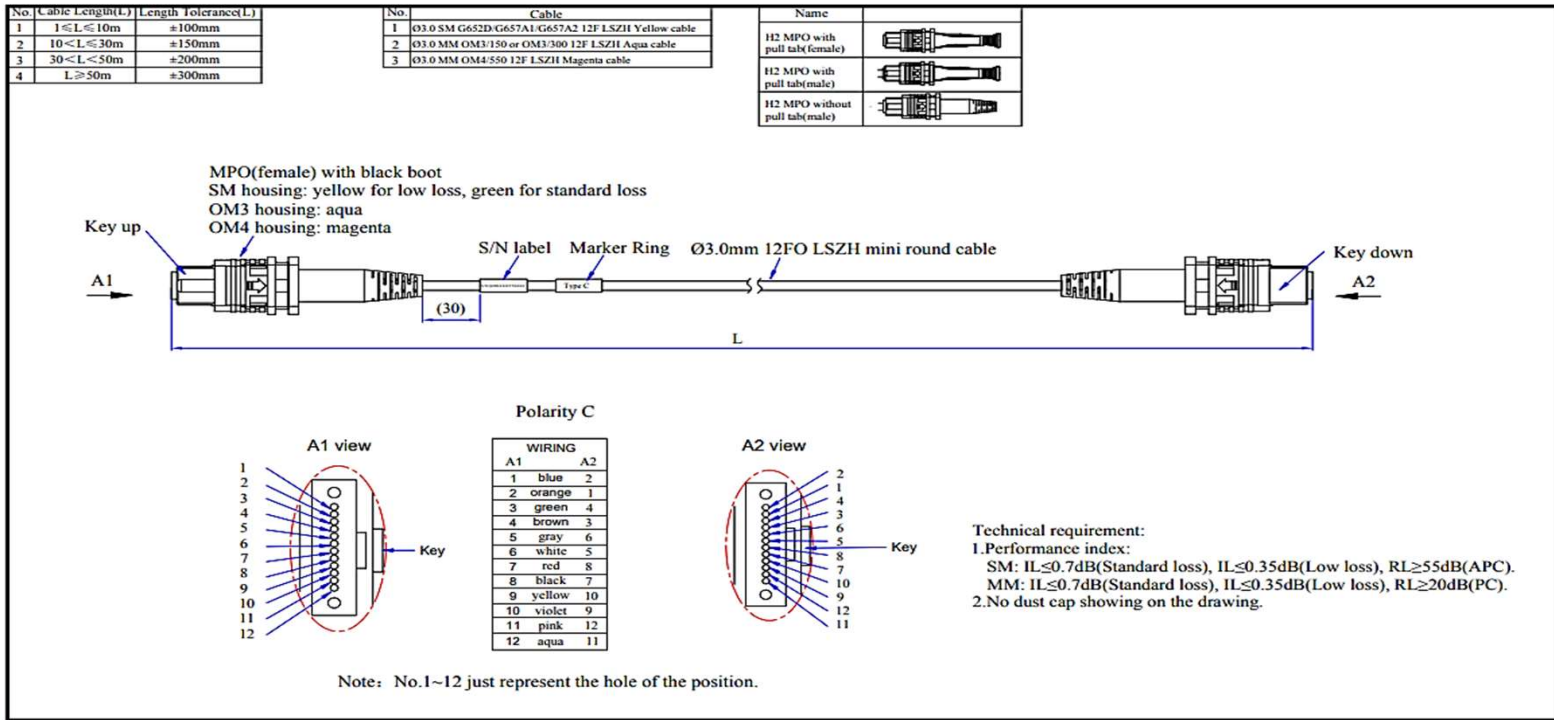 No. Cable Length(L) Length Tolerance(L)
1 1≤L≤10m ±100mm
2 10<L≤30m ±150mm
3 30<L<50m ±200mm
4 L≥50m ±300mm
No. Cable
1 Ø3.0 SM G652D/G657A1/G657A2 12F LSZH Yellow cable
2 Ø3.0 MM OM3/150 or OM3/300 12F LSZH Aqua cable
3 Ø3.0 MM OM4/550 12F LSZH Magenta cable
Name
H2 MPO with
pull tab(female)
H2 MPO with
pull tab(male)
H2 MPO without
pull tab(male)
MPO(female) with black boot
SM housing: yellow for low loss, green for standard loss
OM3 housing: aqua
OM4 housing: magenta
Key up
S/N label
Marker Ring
Ø3.0mm 12FO LSZH mini round cable
Key down
A1
Type C
A2
(30)
L
Polarity C
A1 view
1
2
3
4
5
6
7
8
9
10
11
12
Key
WIRING
A1 A2
1 blue 2
2 orange 1
3 green 4
4 brown 3
5 gray 6
6 white 5
7 red 8
8 black 7
9 yellow 10
10 violet 9
11 pink 12
12 aqua 11
A2 view
2
1
4
3
6
5
8
7
10
9
12
11
Key
Technical requirement:
1.Performance index:
SM: IL≤0.7dB(Standard loss), IL≤0.35dB(Low loss), RL≥55dB(APC).
MM: IL≤0.7dB(Standard loss), IL≤0.35dB(Low loss), RL≥20dB(PC).
2.No dust cap showing on the drawing.
Note: No.1~12 just represent the hole of the position.